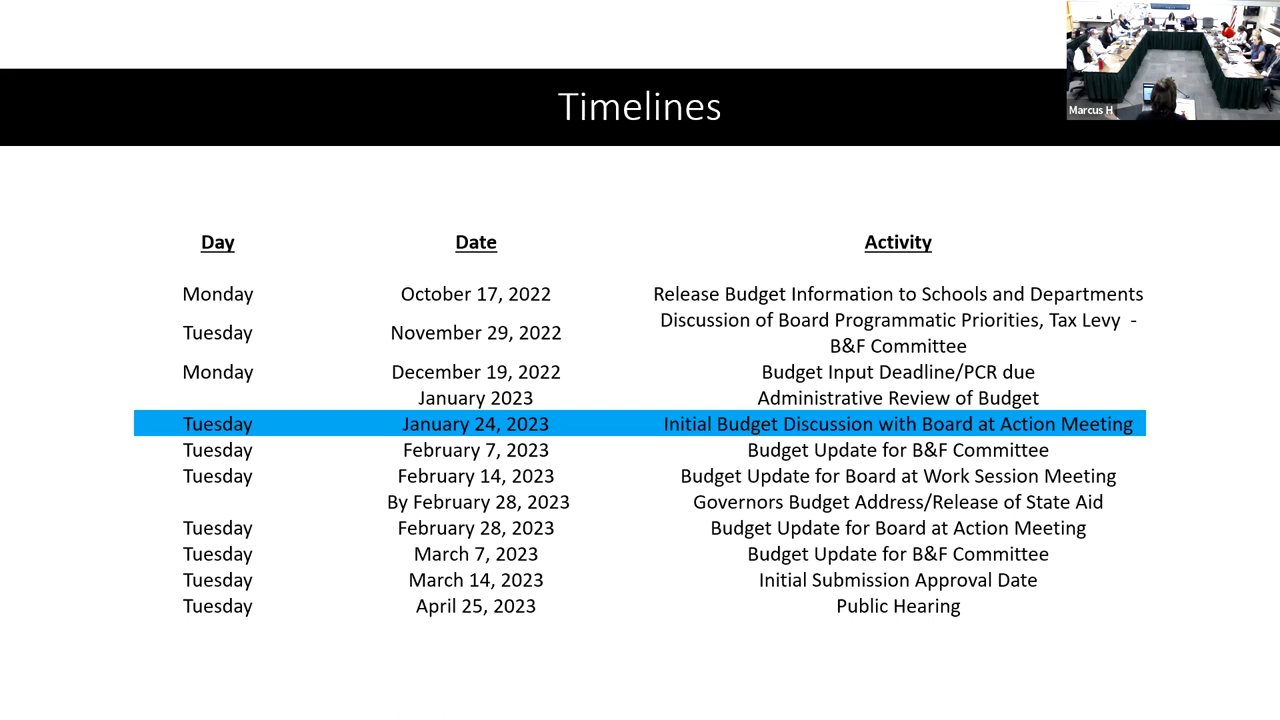 Timelines
Marcus H
Day Date Activity
Monday October 17, 2022 Release Budget Information to Schools and Departments
Tuesday November 29, 2022 Discussion of Board Programmatic Priorities, Tax Levy -
B&F Committee
Monday December 19, 2022 Budget Input Deadline/PCR due
January 2023 Administrative Review of Budget
Tuesday January 24, 2023 Initial Budget Discussion with Board at Action Meeting
Tuesday February 7, 2023 Budget Update for B&F Committee
Tuesday February 14, 2023 Budget Update for Board at Work Session Meeting
By February 28, 2023 Governors Budget Address/Release of State Aid
Tuesday February 28, 2023 Budget Update for Board at Action Meeting
Tuesday March 7, 2023 Budget Update for B&F Committee
Tuesday March 14, 2023 Initial Submission Approval Date
Tuesday April 25, 2023 Public Hearing